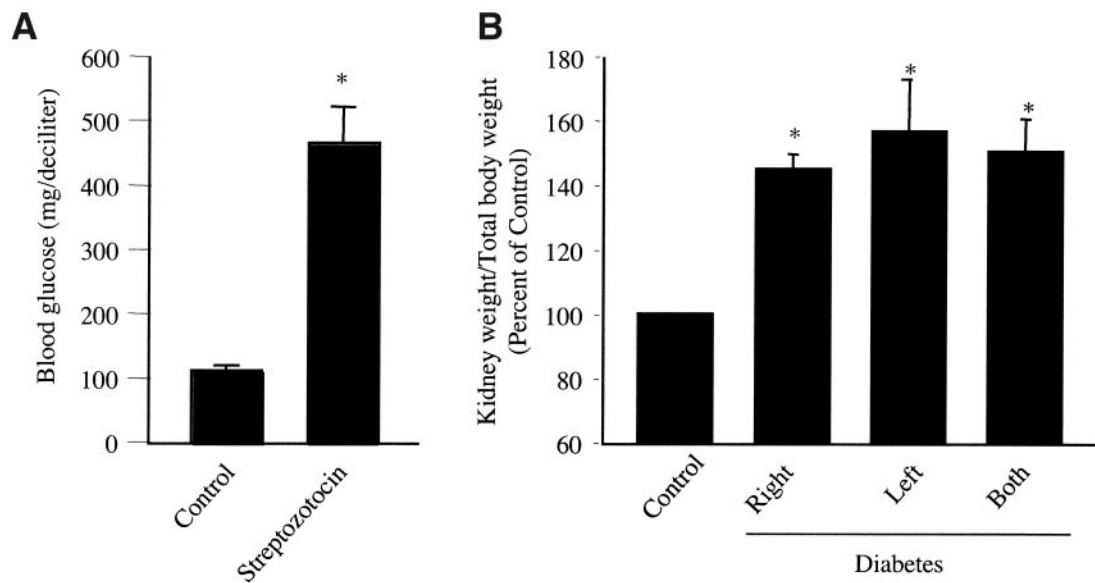 A
Blood glucose (mg/deciliter)
600
500
400
300
200
100
0
*
Control
Streptozotocin
B
Kidney weight/Total body weight
(Percent of Control)
180
160
140
120
100
80
60
*
*
*
Control
Right
Left
Both
Diabetes